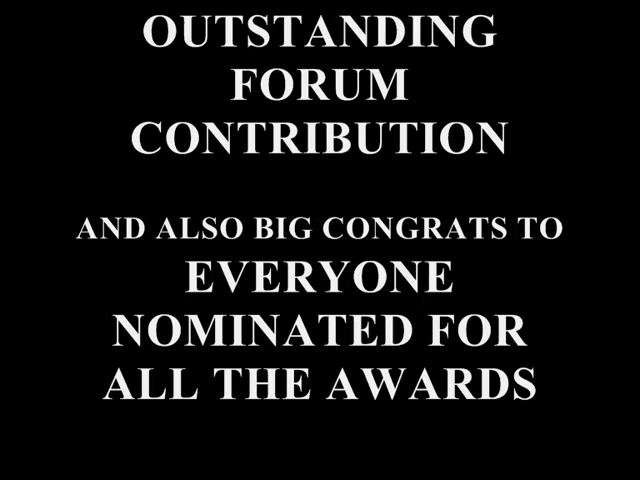 OUTSTANDING
FORUM
CONTRIBUTION
AND ALSO BIG CONGRATS TO
EVERYONE
NOMINATED FOR
ALL THE AWARDS